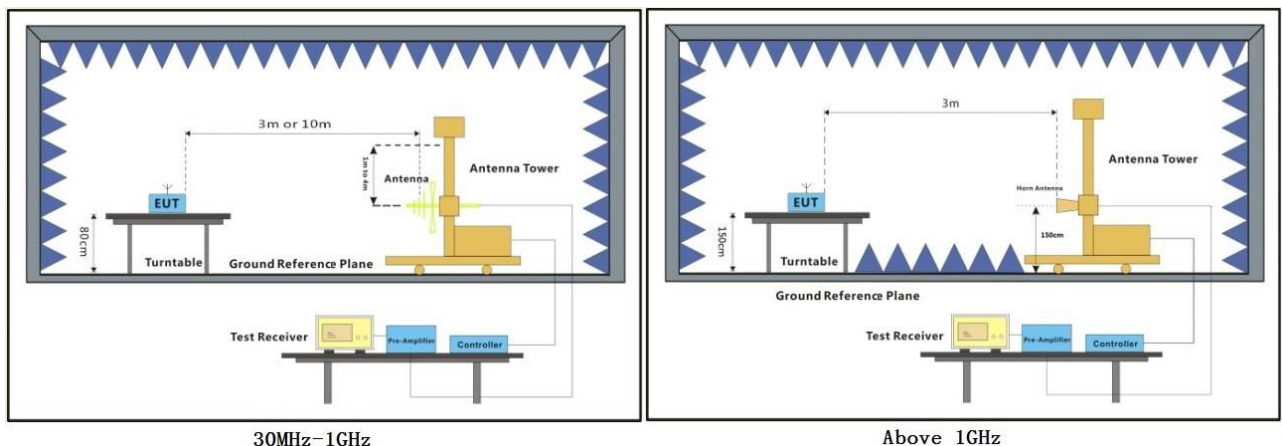 3m or 10m
1m to 4m
Antenna
Antenna Tower
EUT
80cm
Turntable
Ground Reference Plane
Test Receiver
Pre-Amplifier
Controller
30MHz-1GHz
3m
Antenna Tower
Horn Antenna
EUT
150cm
150cm
Turntable
Ground Reference Plane
Test Receiver
Pre-Amplifier
Controller
Above 1GHz